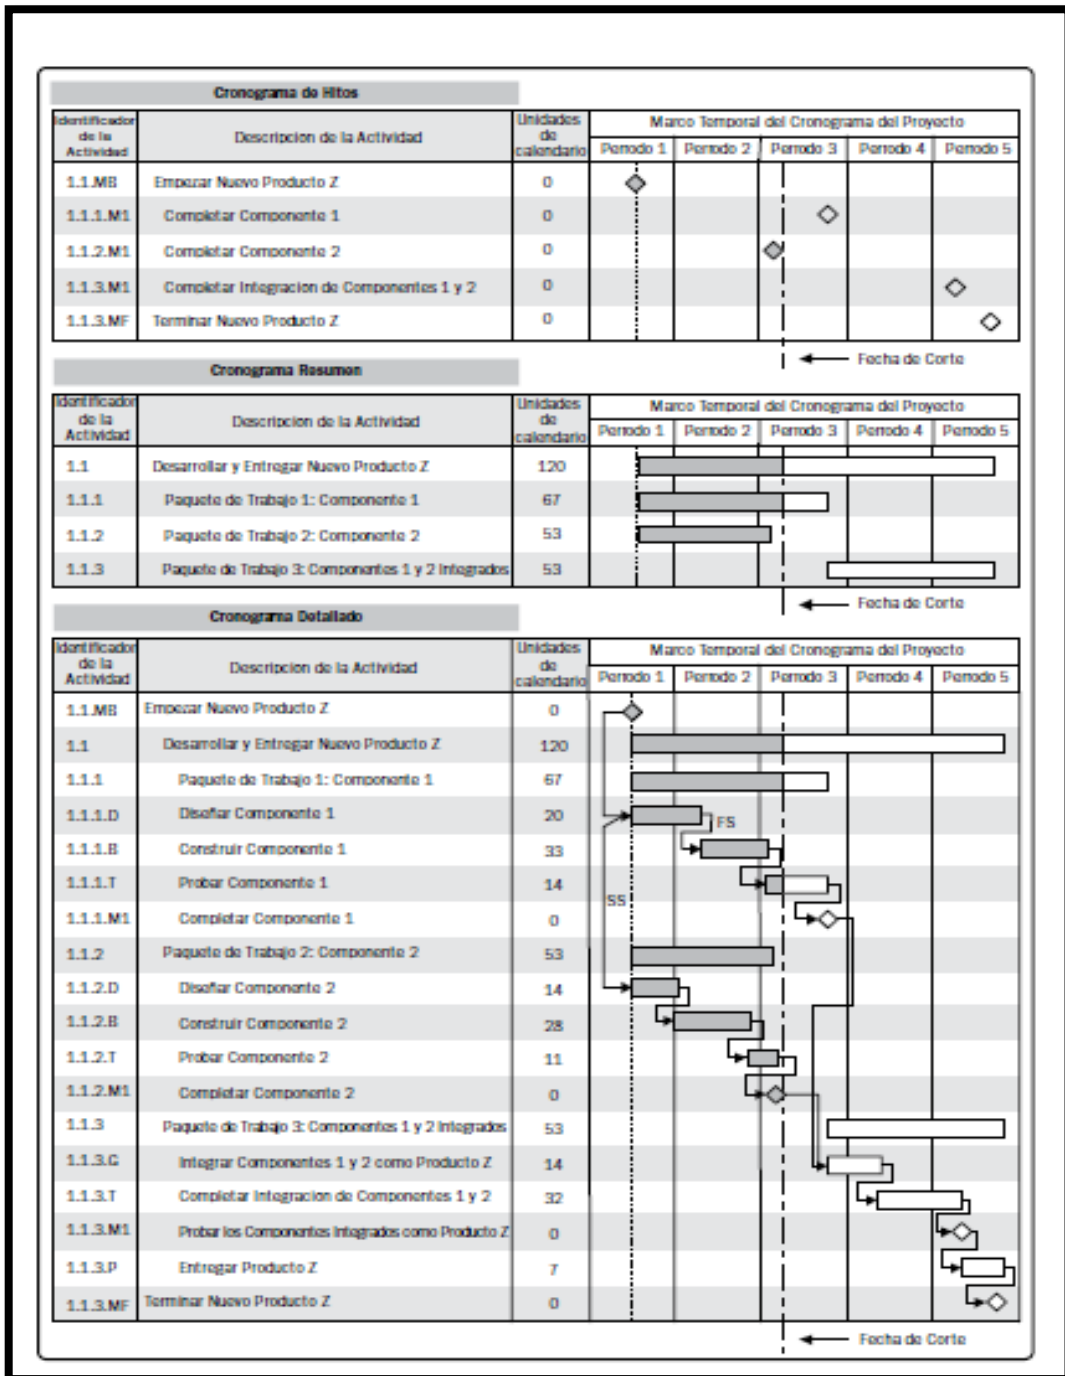 Cronograma de Hitos
Identificador de la Actividad Descripcion de la Actividad Unidades de calendario Marco Temporal del Cronograma del Proyecto
Perrodo 1 Perrodo 2 Perrodo 3 Perrodo 4 Perrodo 5
1.1.MB Empezar Nuevo Producto Z 0
1.1.1.M1 Completar Componente 1 0
1.1.2.M1 Completar Componente 2 0
1.1.3.M1 Completar Integracion de Componentes 1 y 2 0
1.1.3.MF Terminar Nuevo Producto Z 0
Fecha de Corte
Cronograma Resumen
Identificador de la Actividad Descripcion de la Actividad Unidades de calendario Marco Temporal del Cronograma del Proyecto
Perrodo 1 Perrodo 2 Perrodo 3 Perrodo 4 Perrodo 5
1.1 Desarrollar y Entregar Nuevo Producto Z 120
1.1.1 Paquete de Trabajo 1: Componente 1 67
1.1.2 Paquete de Trabajo 2: Componente 2 53
1.1.3 Paquete de Trabajo 3: Componentes 1 y 2 Integrados 53
Fecha de Corte
Cronograma Detallado
Identificador de la Actividad Descripcion de la Actividad Unidades de calendario Marco Temporal del Cronograma del Proyecto
Perrodo 1 Perrodo 2 Perrodo 3 Perrodo 4 Perrodo 5
1.1.MB Empezar Nuevo Producto Z 0
1.1 Desarrollar y Entregar Nuevo Producto Z 120
1.1.1 Paquete de Trabajo 1: Componente 1 67
1.1.1.D Diseñar Componente 1 20 FS
1.1.1.B Construir Componente 1 33
1.1.1.T Probar Componente 1 14
SS
1.1.1.M1 Completar Componente 1 0
1.1.2 Paquete de Trabajo 2: Componente 2 53
1.1.2.D Diseñar Componente 2 14
1.1.2.B Construir Componente 2 28
1.1.2.T Probar Componente 2 11
1.1.2.M1 Completar Componente 2 0
1.1.3 Paquete de Trabajo 3: Componentes 1 y 2 Integrados 53
1.1.3.G Integrar Componentes 1 y 2 como Producto Z 14
1.1.3.T Completar Integracion de Componentes 1 y 2 32
1.1.3.M1 Probar los Componentes Integrados como Producto Z 0
1.1.3.P Entregar Producto Z 7
1.1.3.MF Terminar Nuevo Producto Z 0
Fecha de Corte